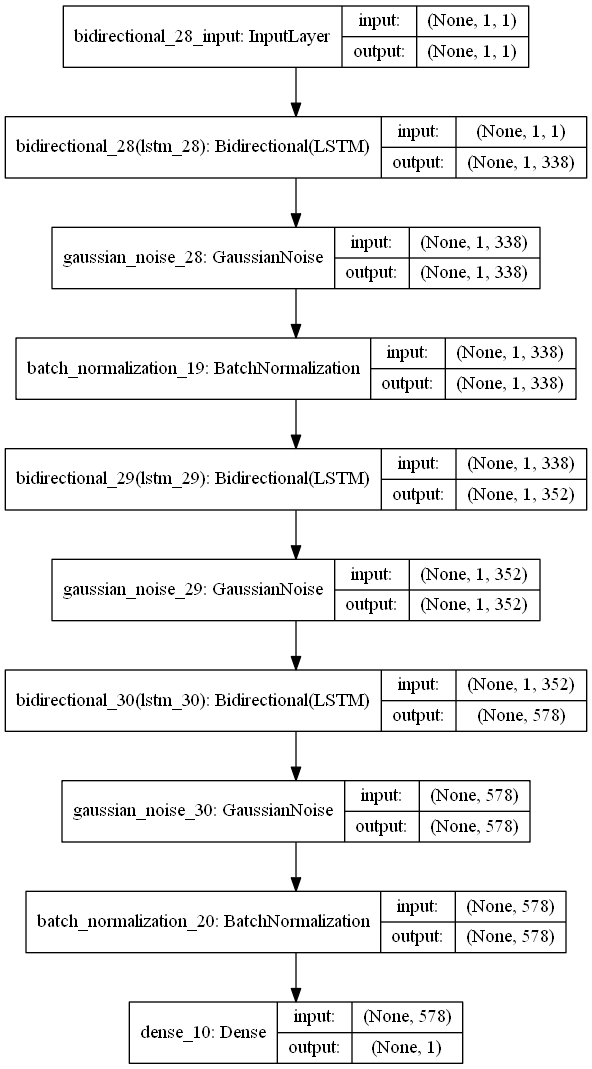 bidirectional_28_input: InputLayer
input: (None, 1, 1)
output: (None, 1, 1)
bidirectional_28(lstm_28): Bidirectional(LSTM)
input: (None, 1, 1)
output: (None, 1, 338)
gaussian_noise_28: GaussianNoise
input: (None, 1, 338)
output: (None, 1, 338)
batch_normalization_19: BatchNormalization
input: (None, 1, 338)
output: (None, 1, 338)
bidirectional_29(lstm_29): Bidirectional(LSTM)
input: (None, 1, 338)
output: (None, 1, 352)
gaussian_noise_29: GaussianNoise
input: (None, 1, 352)
output: (None, 1, 352)
bidirectional_30(lstm_30): Bidirectional(LSTM)
input: (None, 1, 352)
output: (None, 578)
gaussian_noise_30: GaussianNoise
input: (None, 578)
output: (None, 578)
batch_normalization_20: BatchNormalization
input: (None, 578)
output: (None, 578)
dense_10: Dense
input: (None, 578)
output: (None, 1)